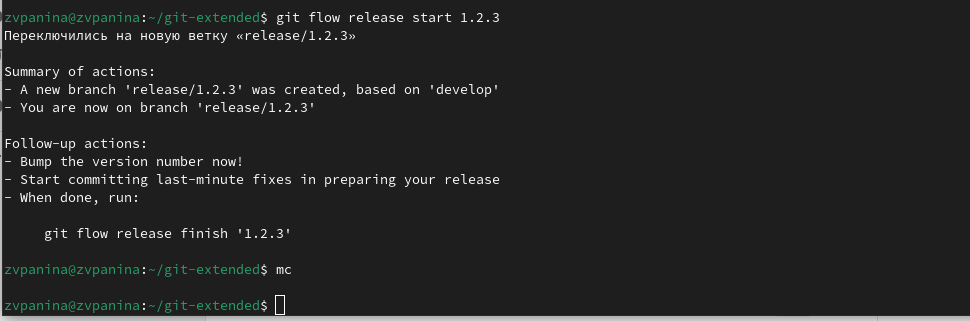 zvpanina@zvpanina:~/git-extended$ git flow release start 1.2.3
Переключились на новую ветку «release/1.2.3»
Summary of actions:
- A new branch 'release/1.2.3' was created, based on 'develop'
- You are now on branch 'release/1.2.3'
Follow-up actions:
- Bump the version number now!
- Start committing last-minute fixes in preparing your release
- When done, run:
git flow release finish '1.2.3'
zvpanina@zvpanina:~/git-extended$ mc
zvpanina@zvpanina:~/git-extended$